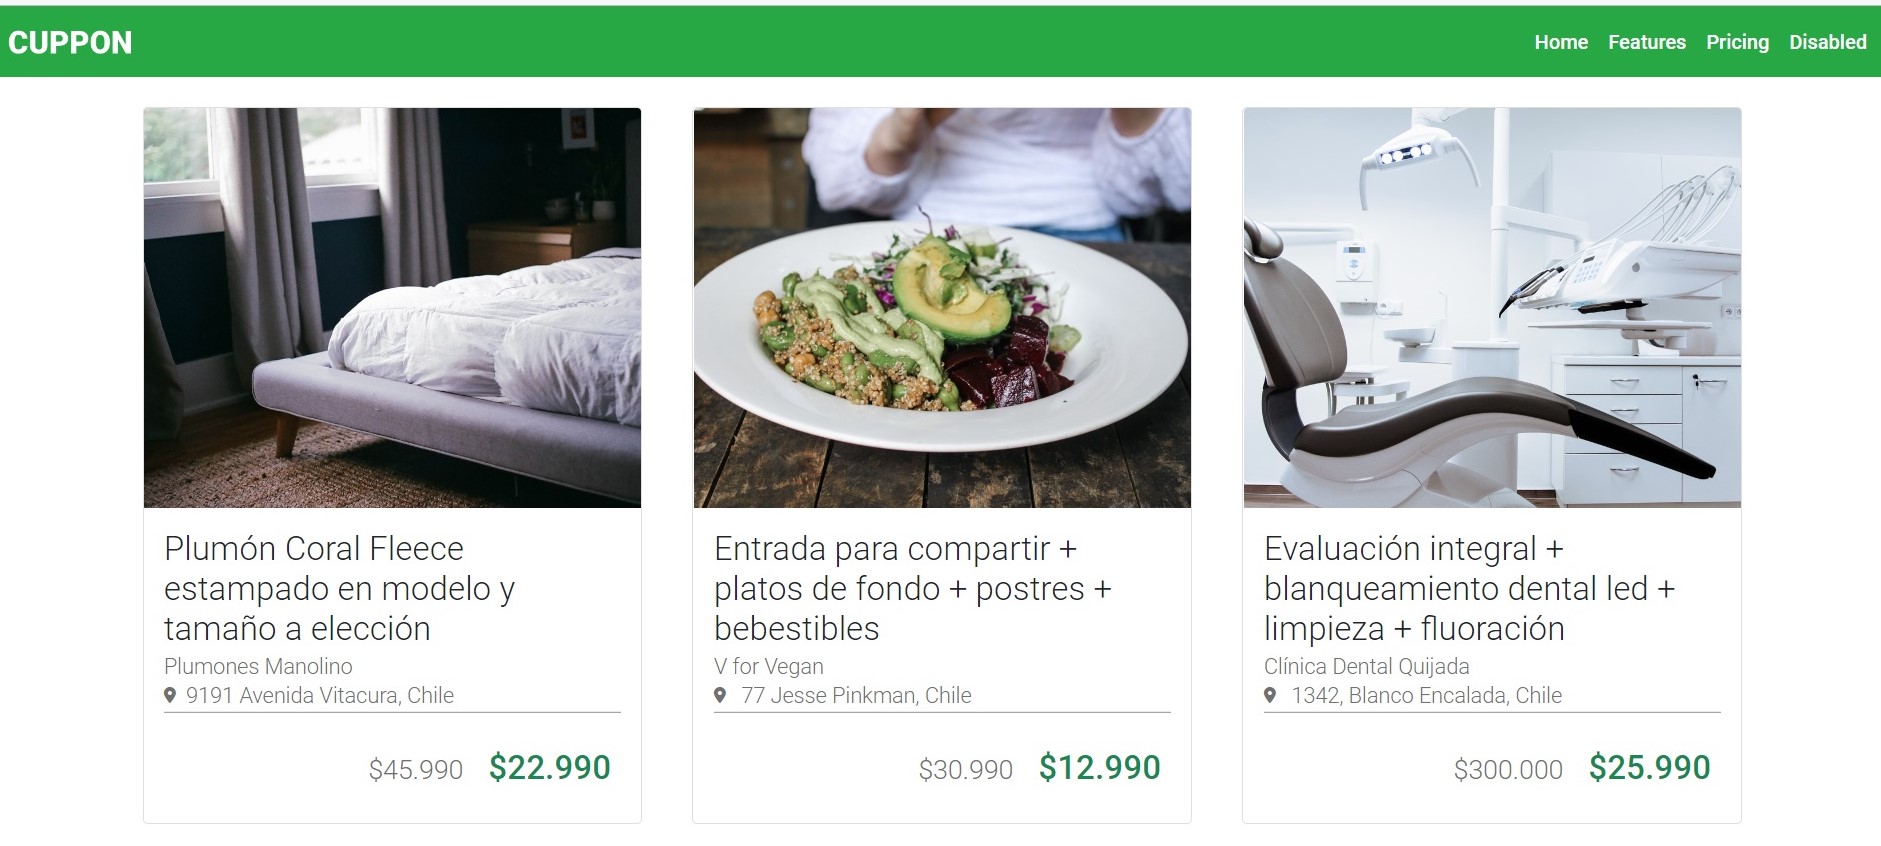 CUPPON
Home Features Pricing Disabled
Plumón Coral Fleece
estampado en modelo y
tamaño a elección
Plumones Manolino
9191 Avenida Vitacura, Chile
$45.990 $22.990
Entrada para compartir +
platos de fondo + postres +
bebestibles
V for Vegan
77 Jesse Pinkman, Chile
$30.990 $12.990
Evaluación integral +
blanqueamiento dental led +
limpieza + fluoración
Clínica Dental Quijada
1342, Blanco Encalada, Chile
$300.000 $25.990